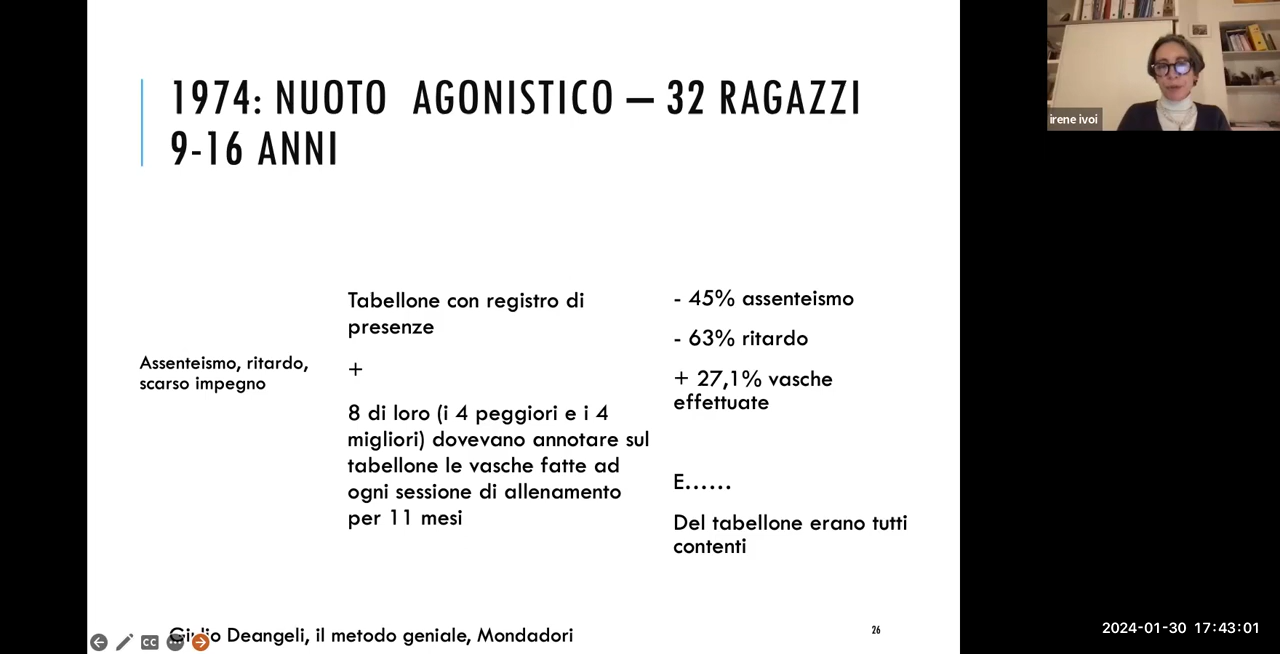 1974: NUOTO AGONISTICO – 32 RAGAZZI
9-16 ANNI
Assenteismo, ritardo,
scarso impegno
Tabellone con registro di
presenze
+
8 di loro (i 4 peggiori e i 4
migliori) dovevano annotare sul
tabellone le vasche fatte ad
ogni sessione di allenamento
per 11 mesi
- 45% assenteismo
- 63% ritardo
+ 27,1% vasche
effettuate
E......
Del tabellone erano tutti
contenti
Giulio Deangeli, il metodo geniale, Mondadori
26
CC
irene ivoi
2024-01-30 17:43:01